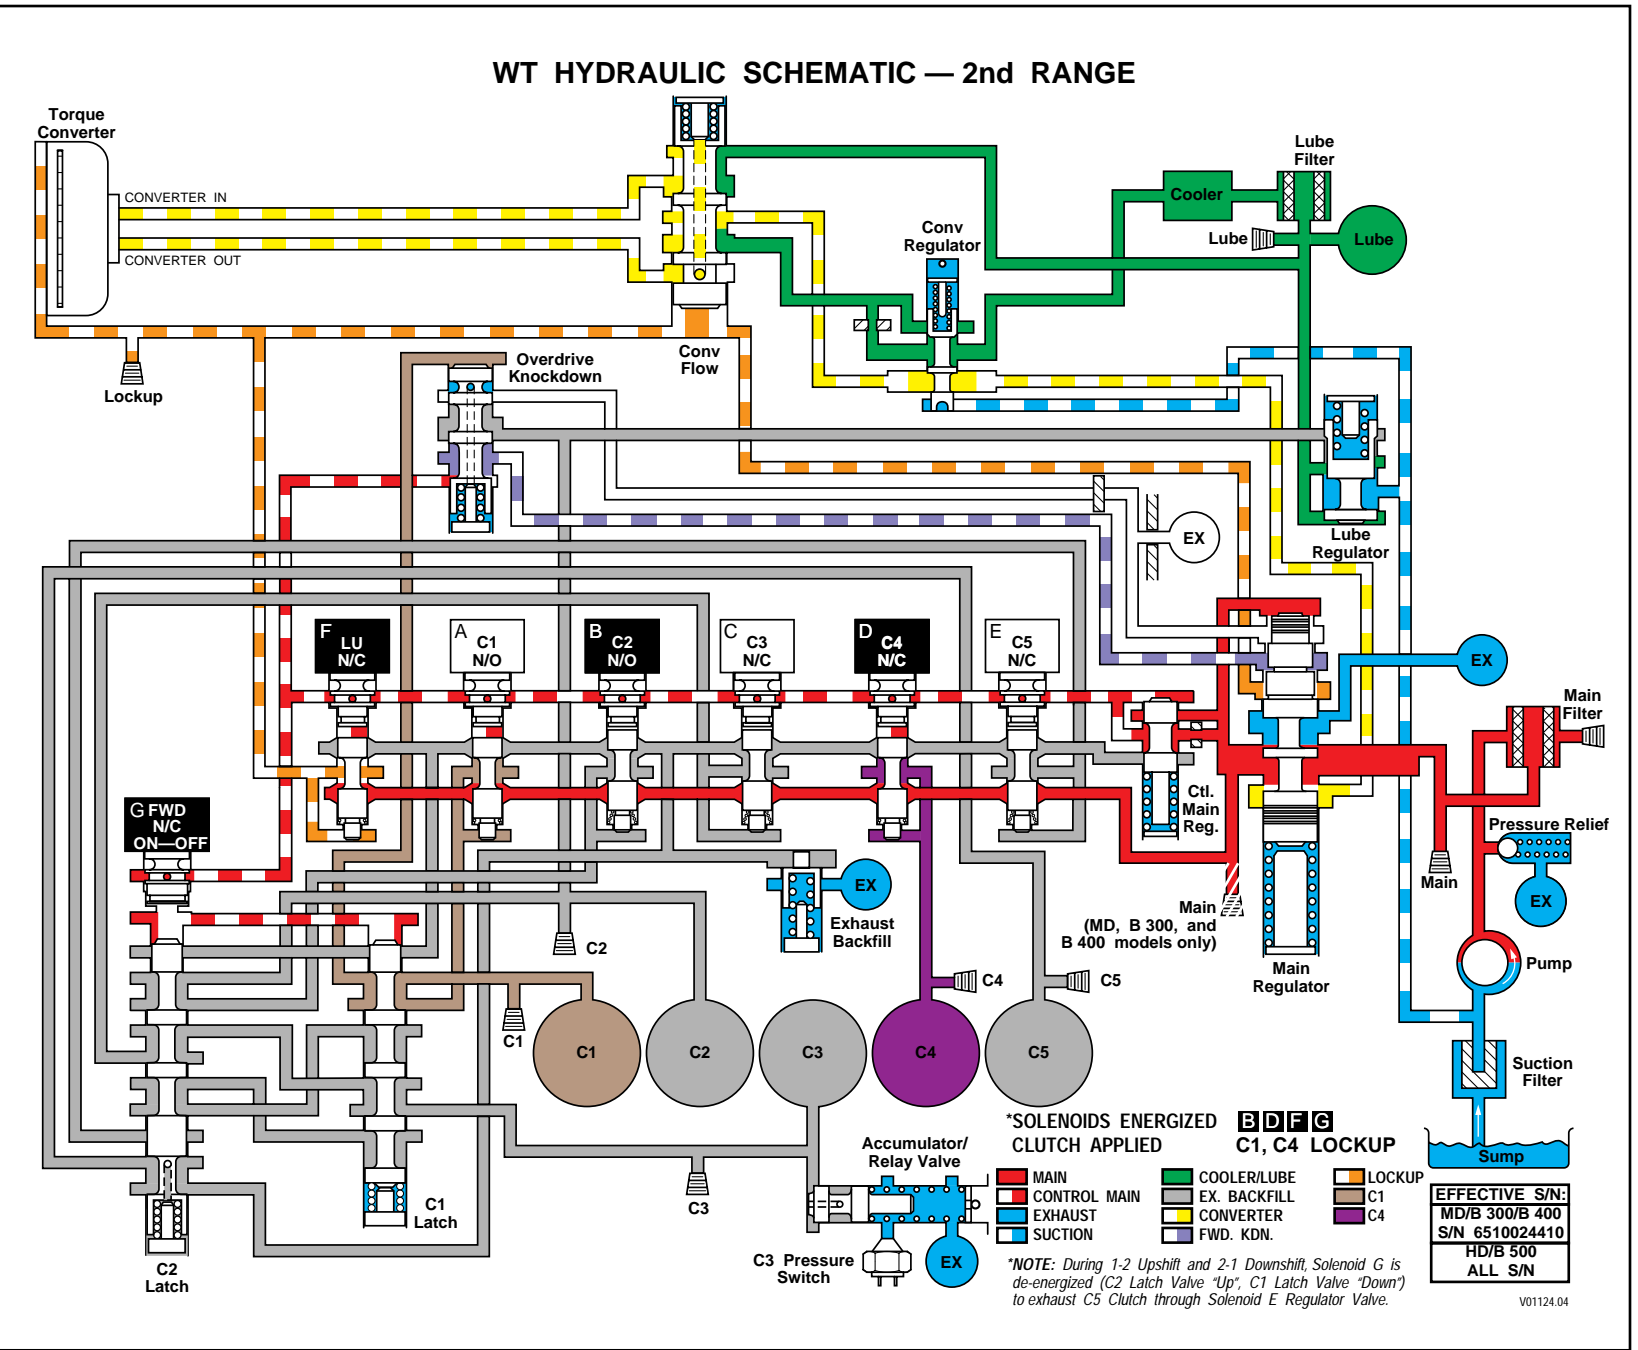 WT HYDRAULIC SCHEMATIC — 2nd RANGE
Torque
Converter
CONVERTER IN
CONVERTER OUT
Lockup
Conv
Flow
Conv
Regulator
Cooler
Lube
Filter
Lube
Lube
Overdrive
Knockdown
Lube
Regulator
EX
F
LU
N/C
A
C1
N/O
B
C2
N/O
C
C3
N/C
D
C4
N/C
E
C5
N/C
EX
Main
Filter
Ctl.
Main
Reg.
G FWD
N/C
ON—OFF
Pressure Relief
Main
EX
EX
Exhaust
Backfill
Main
(MD, B 300, and
B 400 models only)
C2
Main
Regulator
Pump
C4
C5
C1
C1
C2
C3
C4
C5
Suction
Filter
Sump
*SOLENOIDS ENERGIZED B D F G
CLUTCH APPLIED C1, C4 LOCKUP
MAIN
CONTROL MAIN
EXHAUST
SUCTION
COOLER/LUBE
EX. BACKFILL
CONVERTER
FWD. KDN.
LOCKUP
C1
C4
Accumulator/
Relay Valve
C3
C3 Pressure
Switch
EX
C1
Latch
C2
Latch
EFFECTIVE S/N:
MD/B 300/B 400
S/N 6510024410
HD/B 500
ALL S/N
*NOTE: During 1-2 Upshift and 2-1 Downshift, Solenoid G is
de-energized (C2 Latch Valve “Up”, C1 Latch Valve “Down”)
to exhaust C5 Clutch through Solenoid E Regulator Valve.
V01124.04